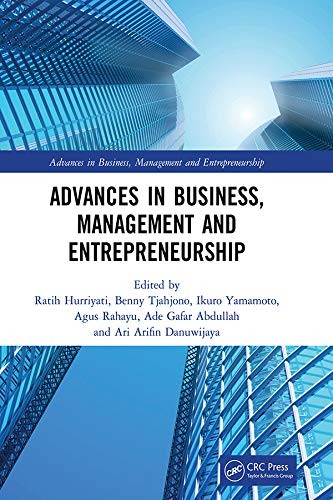 Advances in Business, Management and Entrepreneurship
ADVANCES IN BUSINESS,
MANAGEMENT AND
ENTREPRENEURSHIP
Edited by
Ratih Hurriyati, Benny Tjahjono, Ikuro Yamamoto,
Agus Rahayu, Ade Gafar Abdullah
and Ari Arifin Danuwijaya
CRC
CRC Press
Taylor & Francis Group